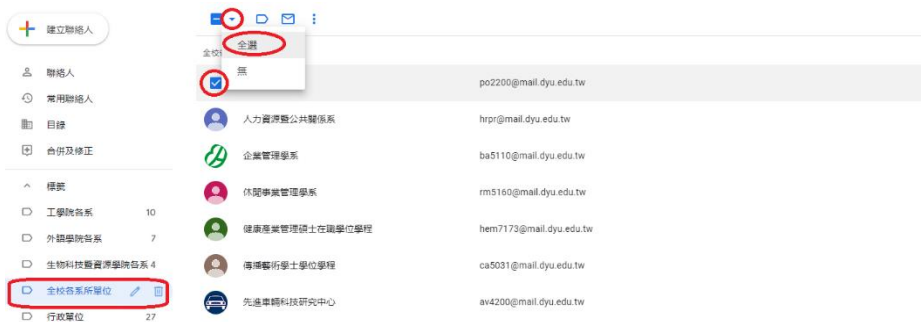 建立聯絡人
聯絡人
常用聯絡人
目錄
合併及修正
標籤
工學院各系 10
外語學院各系 7
生物科技暨資源學院各系 4
全校各系所單位
行政單位 27
全選
無
全校
po2200@mail.dyu.edu.tw
人力資源暨公共關係系 hrpr@mail.dyu.edu.tw
企業管理學系 ba5110@mail.dyu.edu.tw
休閒事業管理學系 rm5160@mail.dyu.edu.tw
健康產業管理碩士在職學位學程 hem7173@mail.dyu.edu.tw
傳播藝術學士學位學程 ca5031@mail.dyu.edu.tw
先進車輛科技研究中心 av4200@mail.dyu.edu.tw